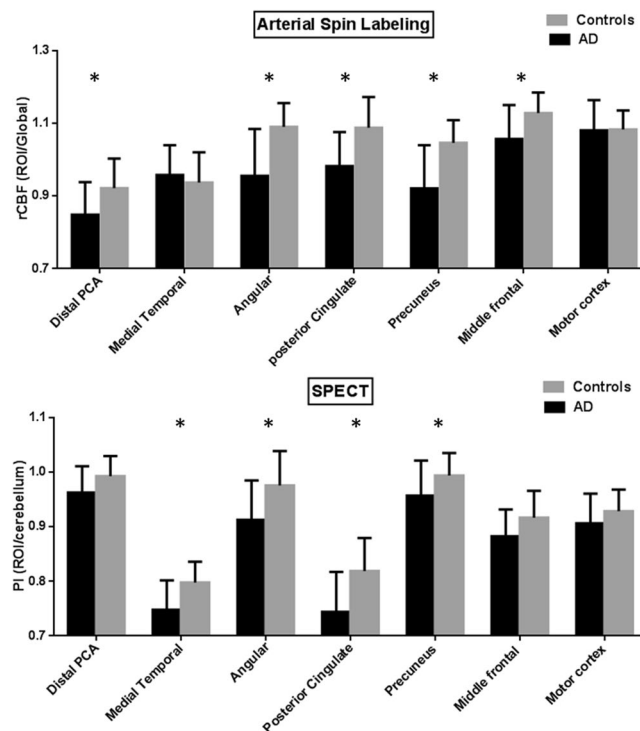 Arterial Spin Labeling
Controls
AD
* * * * *
rCBF (ROI/Global)
1.3
1.1
0.9
0.7
Distal PCA
Medial Temporal
Angular
posterior Cingulate
Precuneus
Middle frontal
Motor cortex
SPECT
Controls
AD
* * * *
PI (ROI/cerebellum)
1.1
1.0
0.9
0.8
0.7
Distal PCA
Medial Temporal
Angular
Posterior Cingulate
Precuneus
Middle frontal
Motor cortex